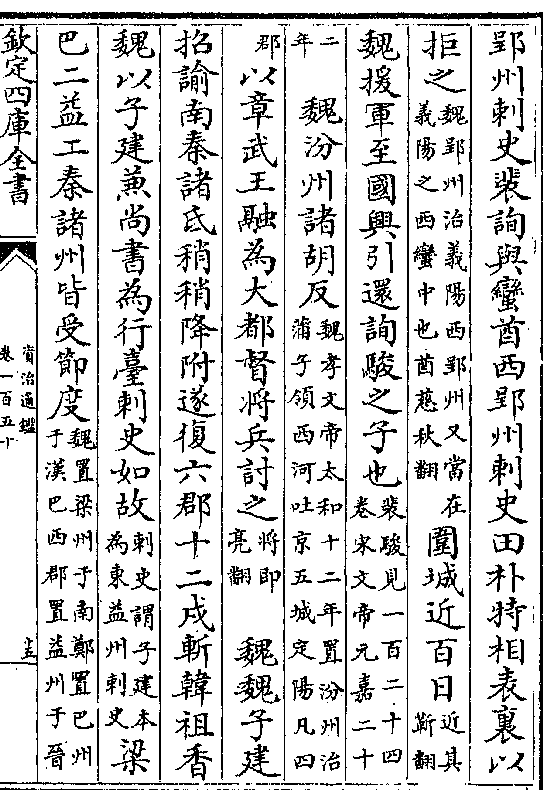 郢州刺史裴詢與蠻酋西郢州刺史田朴特相表裏以
拒之魏郢州治義陽西郢州又當在義陽之西蠻中也酋慈秋翻圍城近百日近其靳翻
魏援軍至國興引還詢駿之子也裴駿見一百二十四卷宋文帝元嘉二十
二年魏汾州諸胡反魏孝文帝太和十二年置汾州治蒲子領西河吐京五城定陽凡四
郡以章武王融為大都督將兵討之將即亮翻魏魏子建
招諭南秦諸氐稍稍降附遂復六郡十二戍斬韓祖香
魏以子建兼尚書為行臺刺史如故刺史謂子建本為東益州刺史梁
巴二益工秦諸州皆受節度魏置梁州于南鄭置巴州于漢巴西郡置益州于晉
欽定四庫全書
資治通鑑
卷一百五十